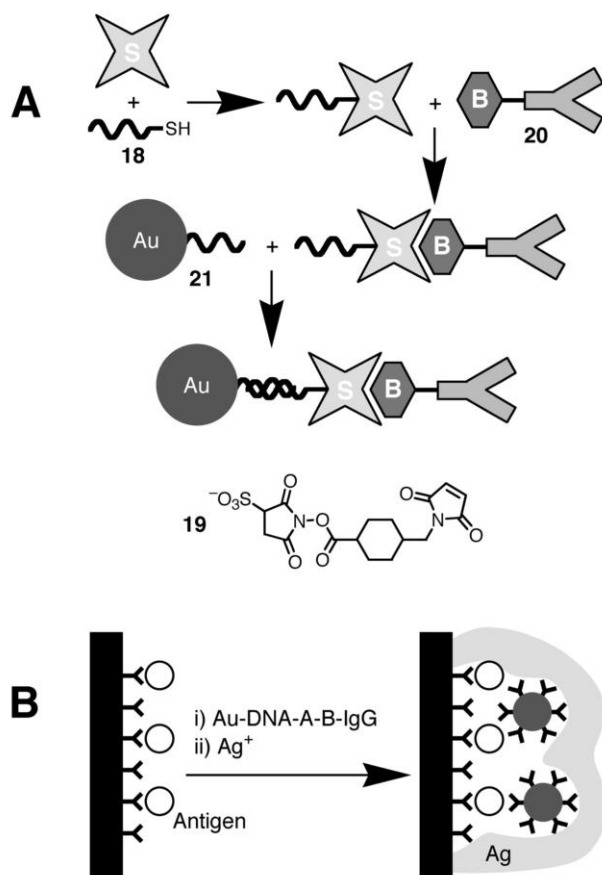 A
S
+
SH
18
S
+
B
20
Au
21
+
S
B
Au
S
B
19
⁻O₃S
O
N
O
O
O
O
N
O
B
i) Au-DNA-A-B-IgG
ii) Ag⁺
Antigen
Ag